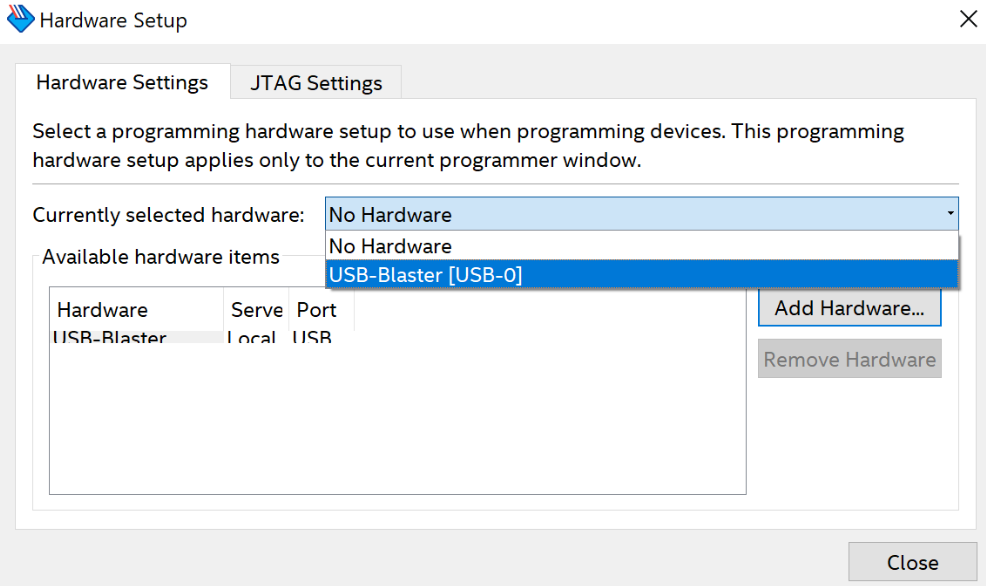 Hardware Setup
Hardware Settings
JTAG Settings
Select a programming hardware setup to use when programming devices. This programming
hardware setup applies only to the current programmer window.
Currently selected hardware:
No Hardware
No Hardware
USB-Blaster [USB-0]
Available hardware items
Hardware Serve Port
USB-Blaster Local USB
Add Hardware...
Remove Hardware
Close